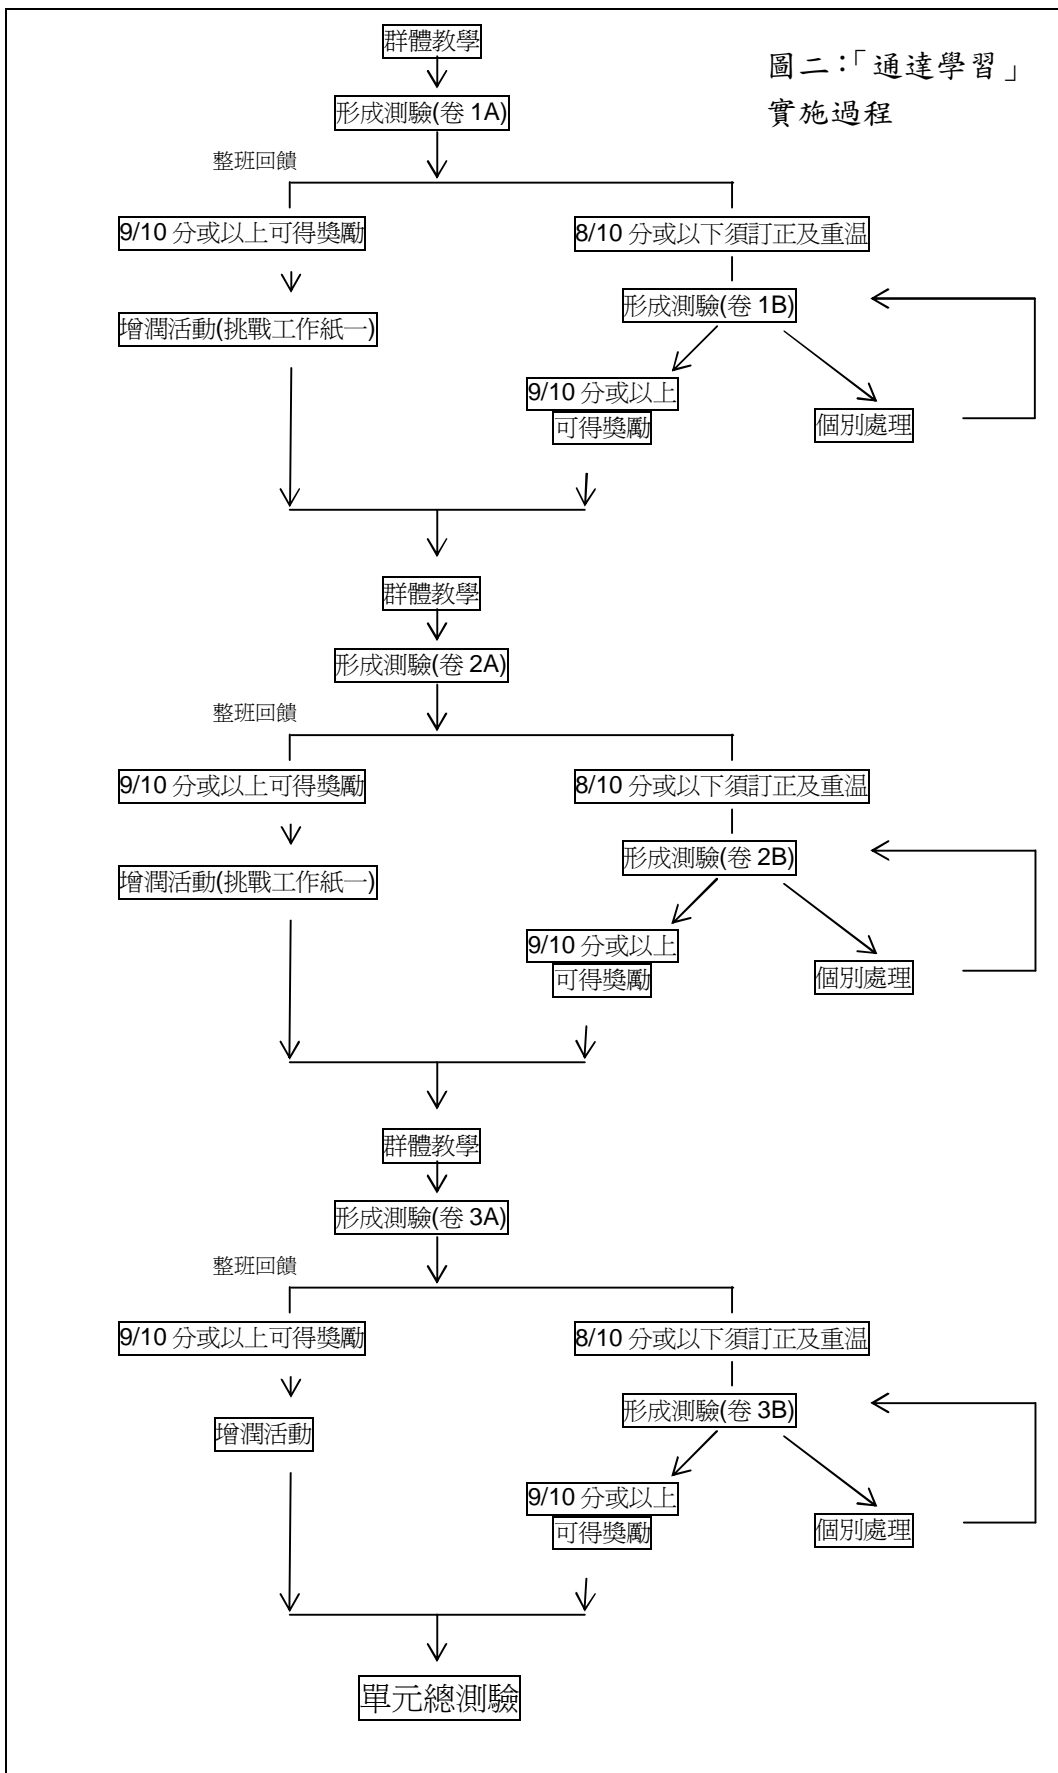 群體教學
圖二：「通達學習」
實施過程
形成測驗(卷 1A)
整班回饋
9/10 分或以上可得獎勵
8/10 分或以下須訂正及重温
增潤活動(挑戰工作紙一)
形成測驗(卷 1B)
9/10 分或以上
可得獎勵
個別處理
群體教學
形成測驗(卷 2A)
整班回饋
9/10 分或以上可得獎勵
8/10 分或以下須訂正及重温
增潤活動(挑戰工作紙一)
形成測驗(卷 2B)
9/10 分或以上
可得獎勵
個別處理
群體教學
形成測驗(卷 3A)
整班回饋
9/10 分或以上可得獎勵
8/10 分或以下須訂正及重温
增潤活動
形成測驗(卷 3B)
9/10 分或以上
可得獎勵
個別處理
單元總測驗